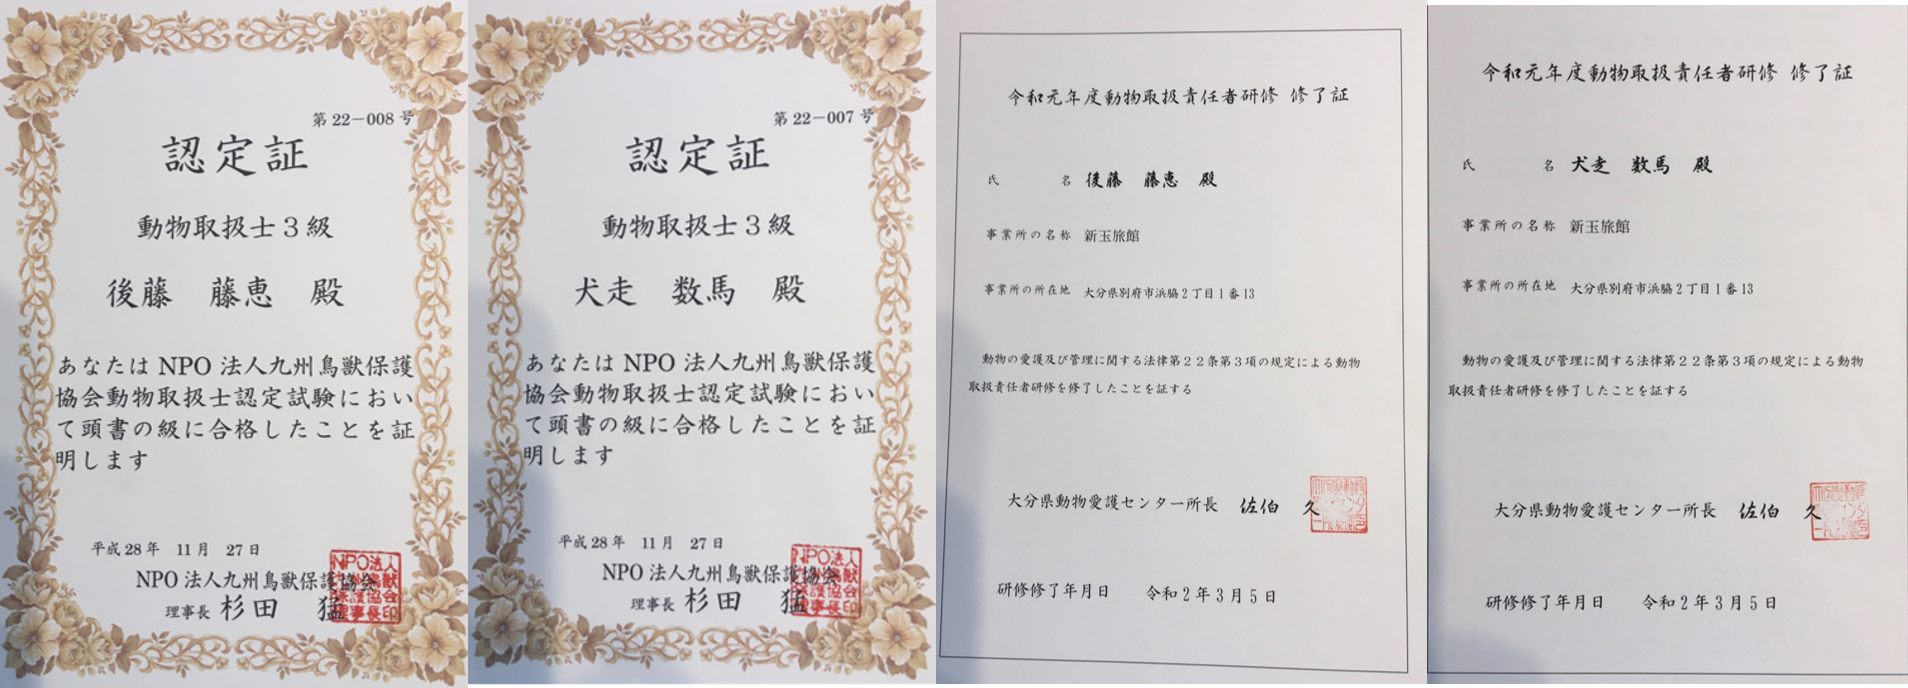 第22－008号
認定証
動物取扱士３級
後藤　藤恵　殿
あなたは NPO 法人九州鳥獣保護
協会動物取扱士認定試験におい
て頭書の級に合格したことを証
明します
平成28年　11月　27日
NPO 法人九州鳥獣保護協会
理事長 杉田　猛
第22－007号
認定証
動物取扱士３級
犬走　数馬　殿
あなたは NPO 法人九州鳥獣保護
協会動物取扱士認定試験におい
て頭書の級に合格したことを証
明します
平成28年　11月　27日
NPO 法人九州鳥獣保護協会
理事長 杉田　猛
令和元年度動物取扱責任者研修 修了証
氏　名 後藤　藤恵　殿
事業所の名称 新玉旅館
事業所の所在地 大分県別府市浜脇２丁目１番13
動物の愛護及び管理に関する法律第２２条第３項の規定による動物
取扱責任者研修を修了したことを証する
大分県動物愛護センター所長　佐伯　久
研修修了年月日　令和２年３月５日
令和元年度動物取扱責任者研修 修了証
氏　名 犬走　数馬　殿
事業所の名称 新玉旅館
事業所の所在地 大分県別府市浜脇２丁目１番13
動物の愛護及び管理に関する法律第２２条第３項の規定による動物
取扱責任者研修を修了したことを証する
大分県動物愛護センター所長　佐伯　久
研修修了年月日　令和２年３月５日